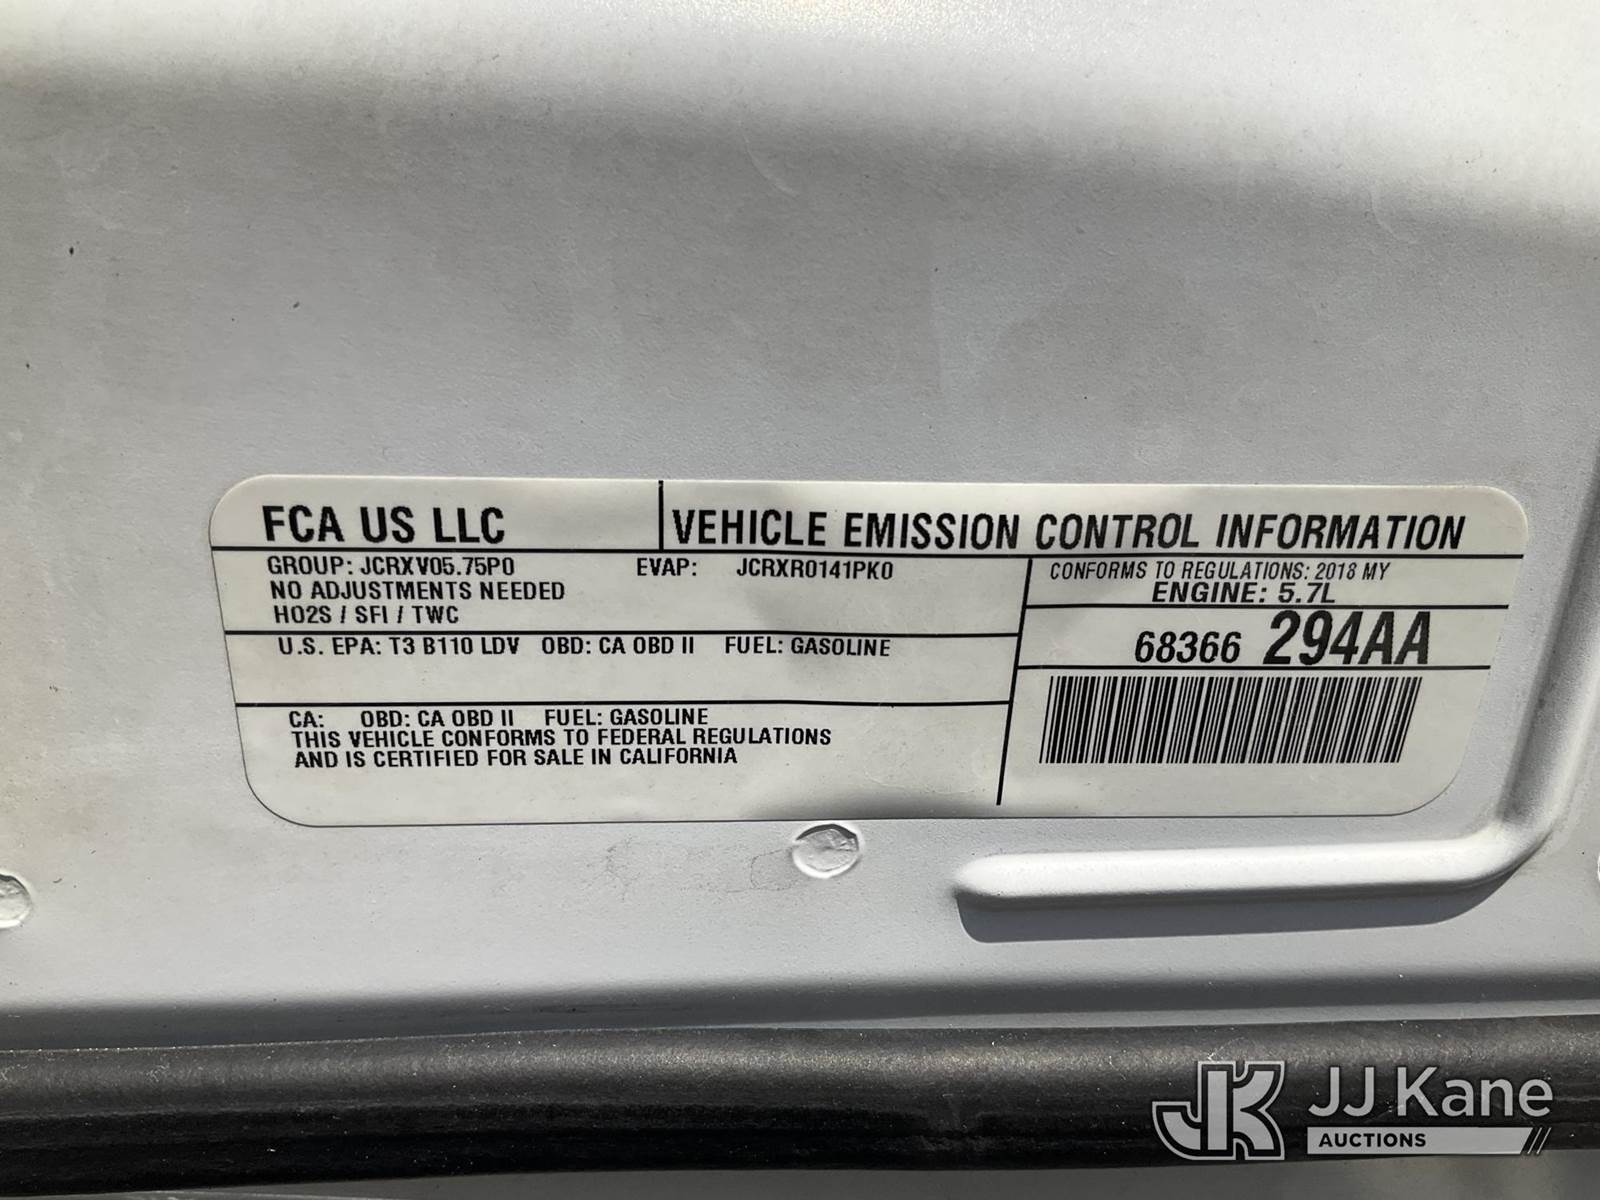 FCA US LLC
VEHICLE EMISSION CONTROL INFORMATION
GROUP: JCRXV05.75P0 EVAP: JCRXR0141PK0
NO ADJUSTMENTS NEEDED
HO2S / SFI / TWC
CONFORMS TO REGULATIONS: 2018 MY
ENGINE: 5.7L
U.S. EPA: T3 B110 LDV OBD: CA OBD II FUEL: GASOLINE
68366 294AA
CA: OBD: CA OBD II FUEL: GASOLINE
THIS VEHICLE CONFORMS TO FEDERAL REGULATIONS
AND IS CERTIFIED FOR SALE IN CALIFORNIA
JK JJ Kane
AUCTIONS